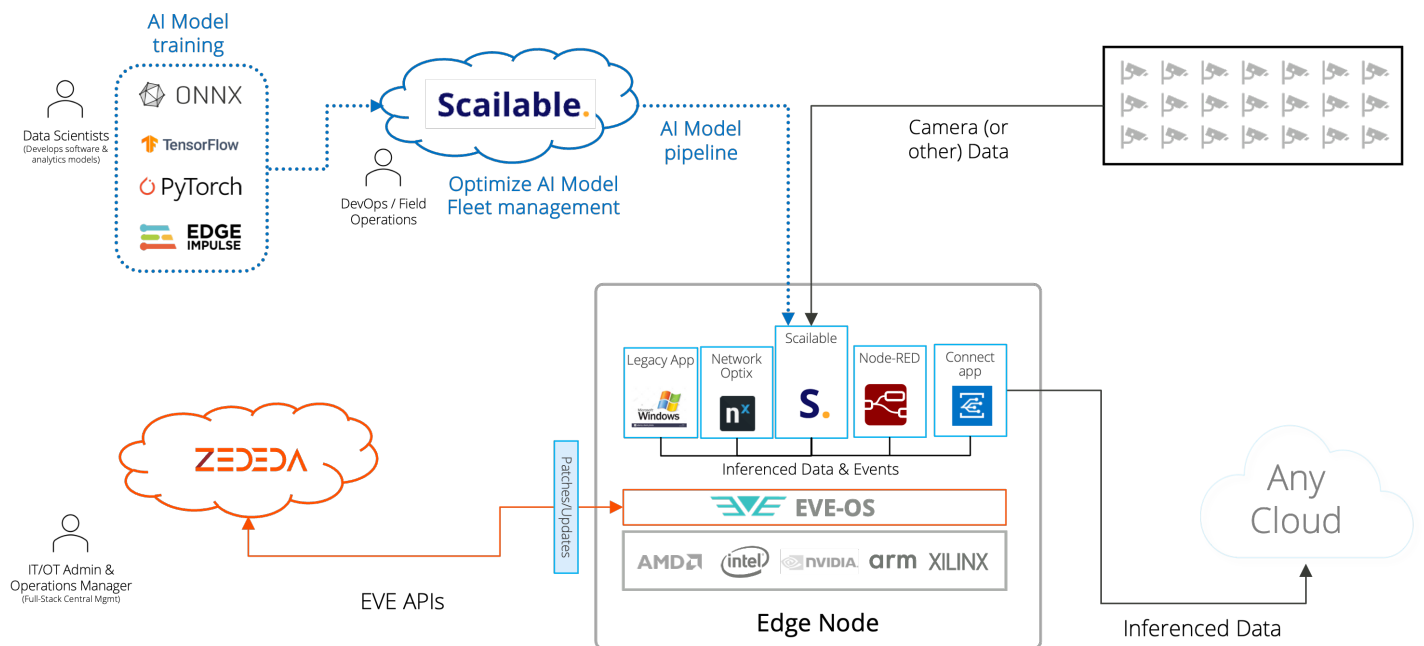 AI Model
training
ONNX
TensorFlow
PyTorch
EDGE
IMPULSE
Data Scientists
(Develops software &
analytics models)
Scailable.
DevOps / Field
Operations
Optimize AI Model
Fleet management
AI Model
pipeline
Camera (or
other) Data
Legacy App
Microsoft
Windows
Network
Optix
nx
Scailable
S.
Node-RED
Connect
app
Inferenced Data & Events
EVE-OS
AMD
intel
NVIDIA
arm
XILINX
Edge Node
ZEDEDA
Patches/Updates
IT/OT Admin &
Operations Manager
(Full-Stack Central Mgmt)
EVE APIs
Any
Cloud
Inferenced Data